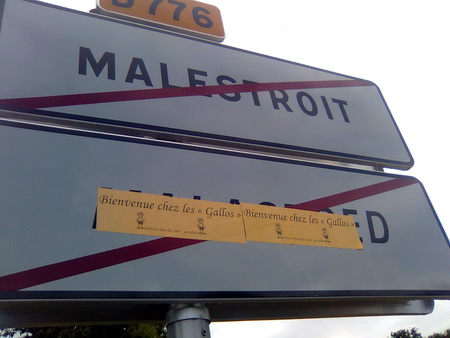 D 776
MALESTROIT
Bienvenue chez les « Gallos » Bienvenue chez les « Gallos »